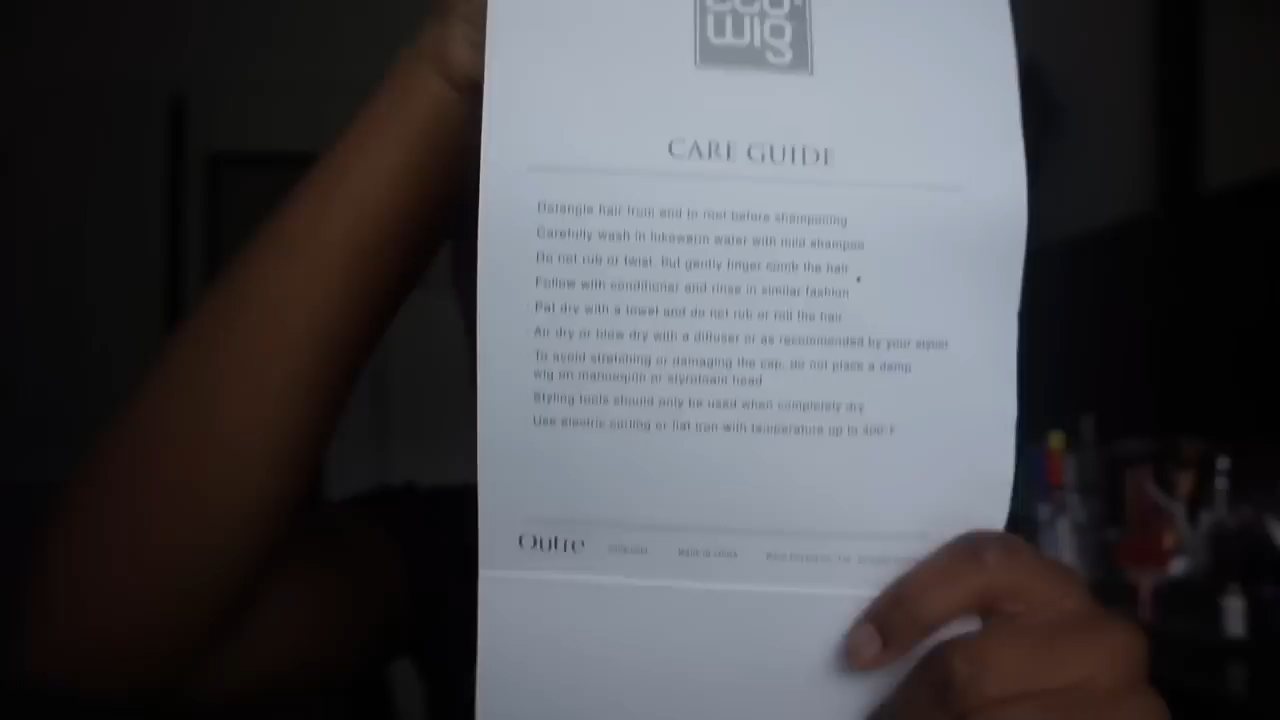 wig
CARE GUIDE
Detangle hair from end to root before shampooing
Carefully wash in lukewarm water with mild shampoo
Do not rub or twist, but gently finger comb the hair
Follow with conditioner and rinse in similar fashion
Pat dry with a towel and do not rub or roll the hair
Air dry or blow dry with a diffuser or as recommended by your stylist
To avoid stretching or damaging the cap, do not place a damp
wig on mannequin or styrofoam head
Styling tools should only be used when completely dry
Use electric curling or flat iron with temperature up to 400°F
Outre MADE IN CHINA